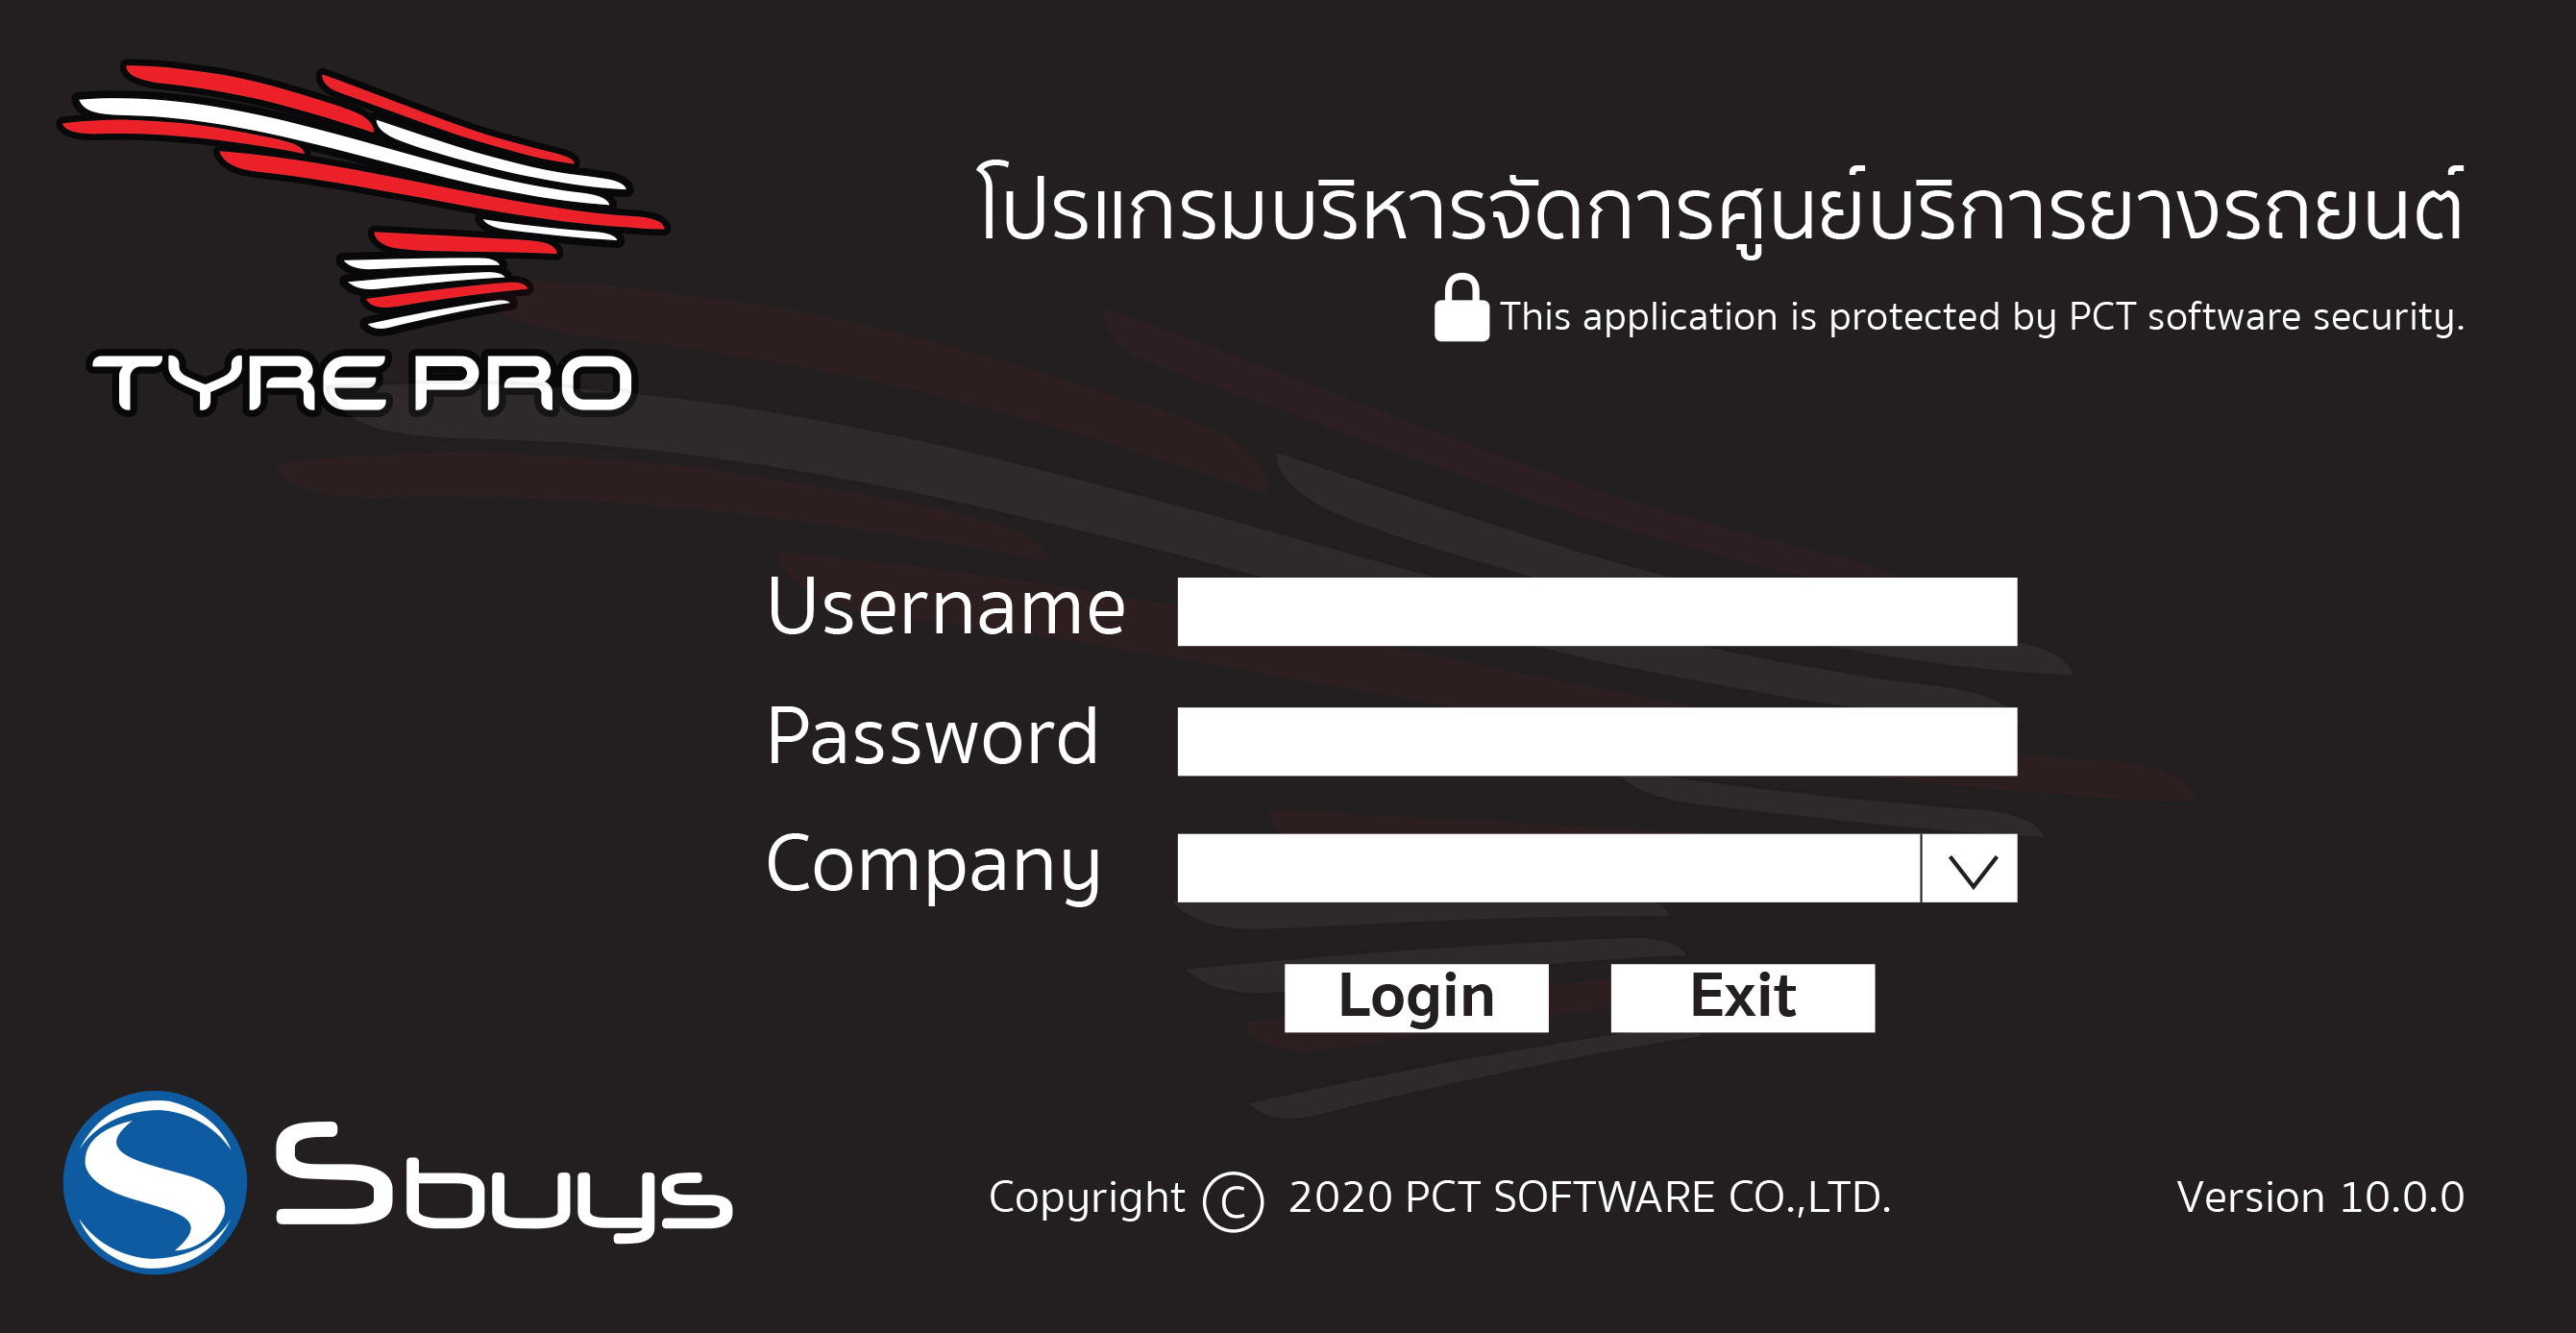 TYRE PRO
โปรแกรมบริหารจัดการศูนย์บริการยางรถยนต์
This application is protected by PCT software security.
Username
Password
Company
Login Exit
Sbuys
Copyright © 2020 PCT SOFTWARE CO.,LTD.
Version 10.0.0